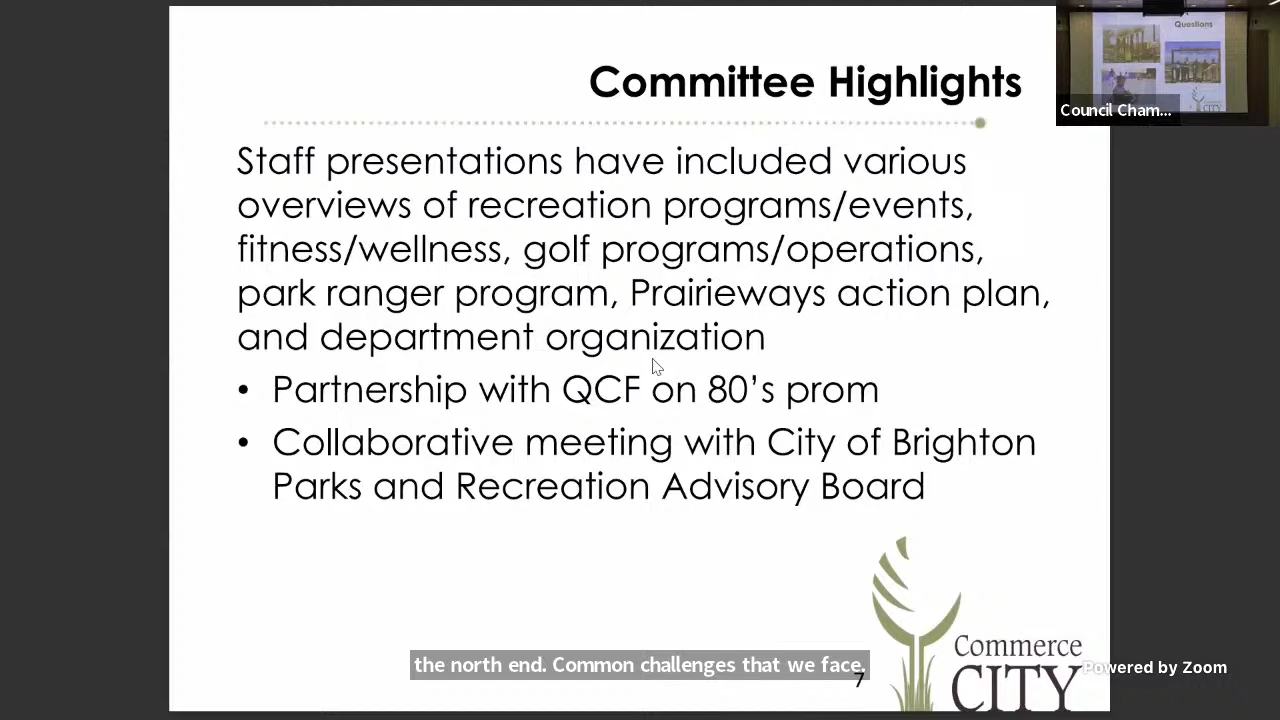 Committee Highlights
Questions
CITY
Council Cham...
Staff presentations have included various
overviews of recreation programs/events,
fitness/wellness, golf programs/operations,
park ranger program, Prairieways action plan,
and department organization
• Partnership with QCF on 80's prom
• Collaborative meeting with City of Brighton
Parks and Recreation Advisory Board
the north end. Common challenges that we face,
7
Commerce
CITY
Powered by Zoom